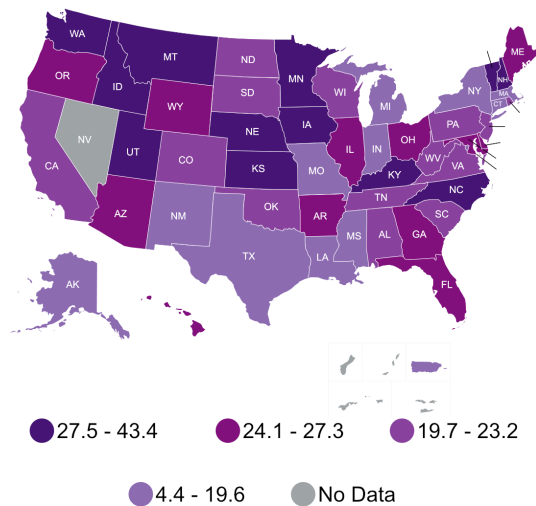 WA
ME
MT
ND
MN
OR
ID
WI
NH
SD
NY
MA
WY
MI
CT
IA
PA
NE
NV
IL
IN
OH
UT
CO
WV
VA
CA
KS
MO
KY
NC
TN
OK
AR
SC
AZ
NM
MS
AL
GA
TX
LA
AK
FL
27.5 - 43.4
24.1 - 27.3
19.7 - 23.2
4.4 - 19.6
No Data